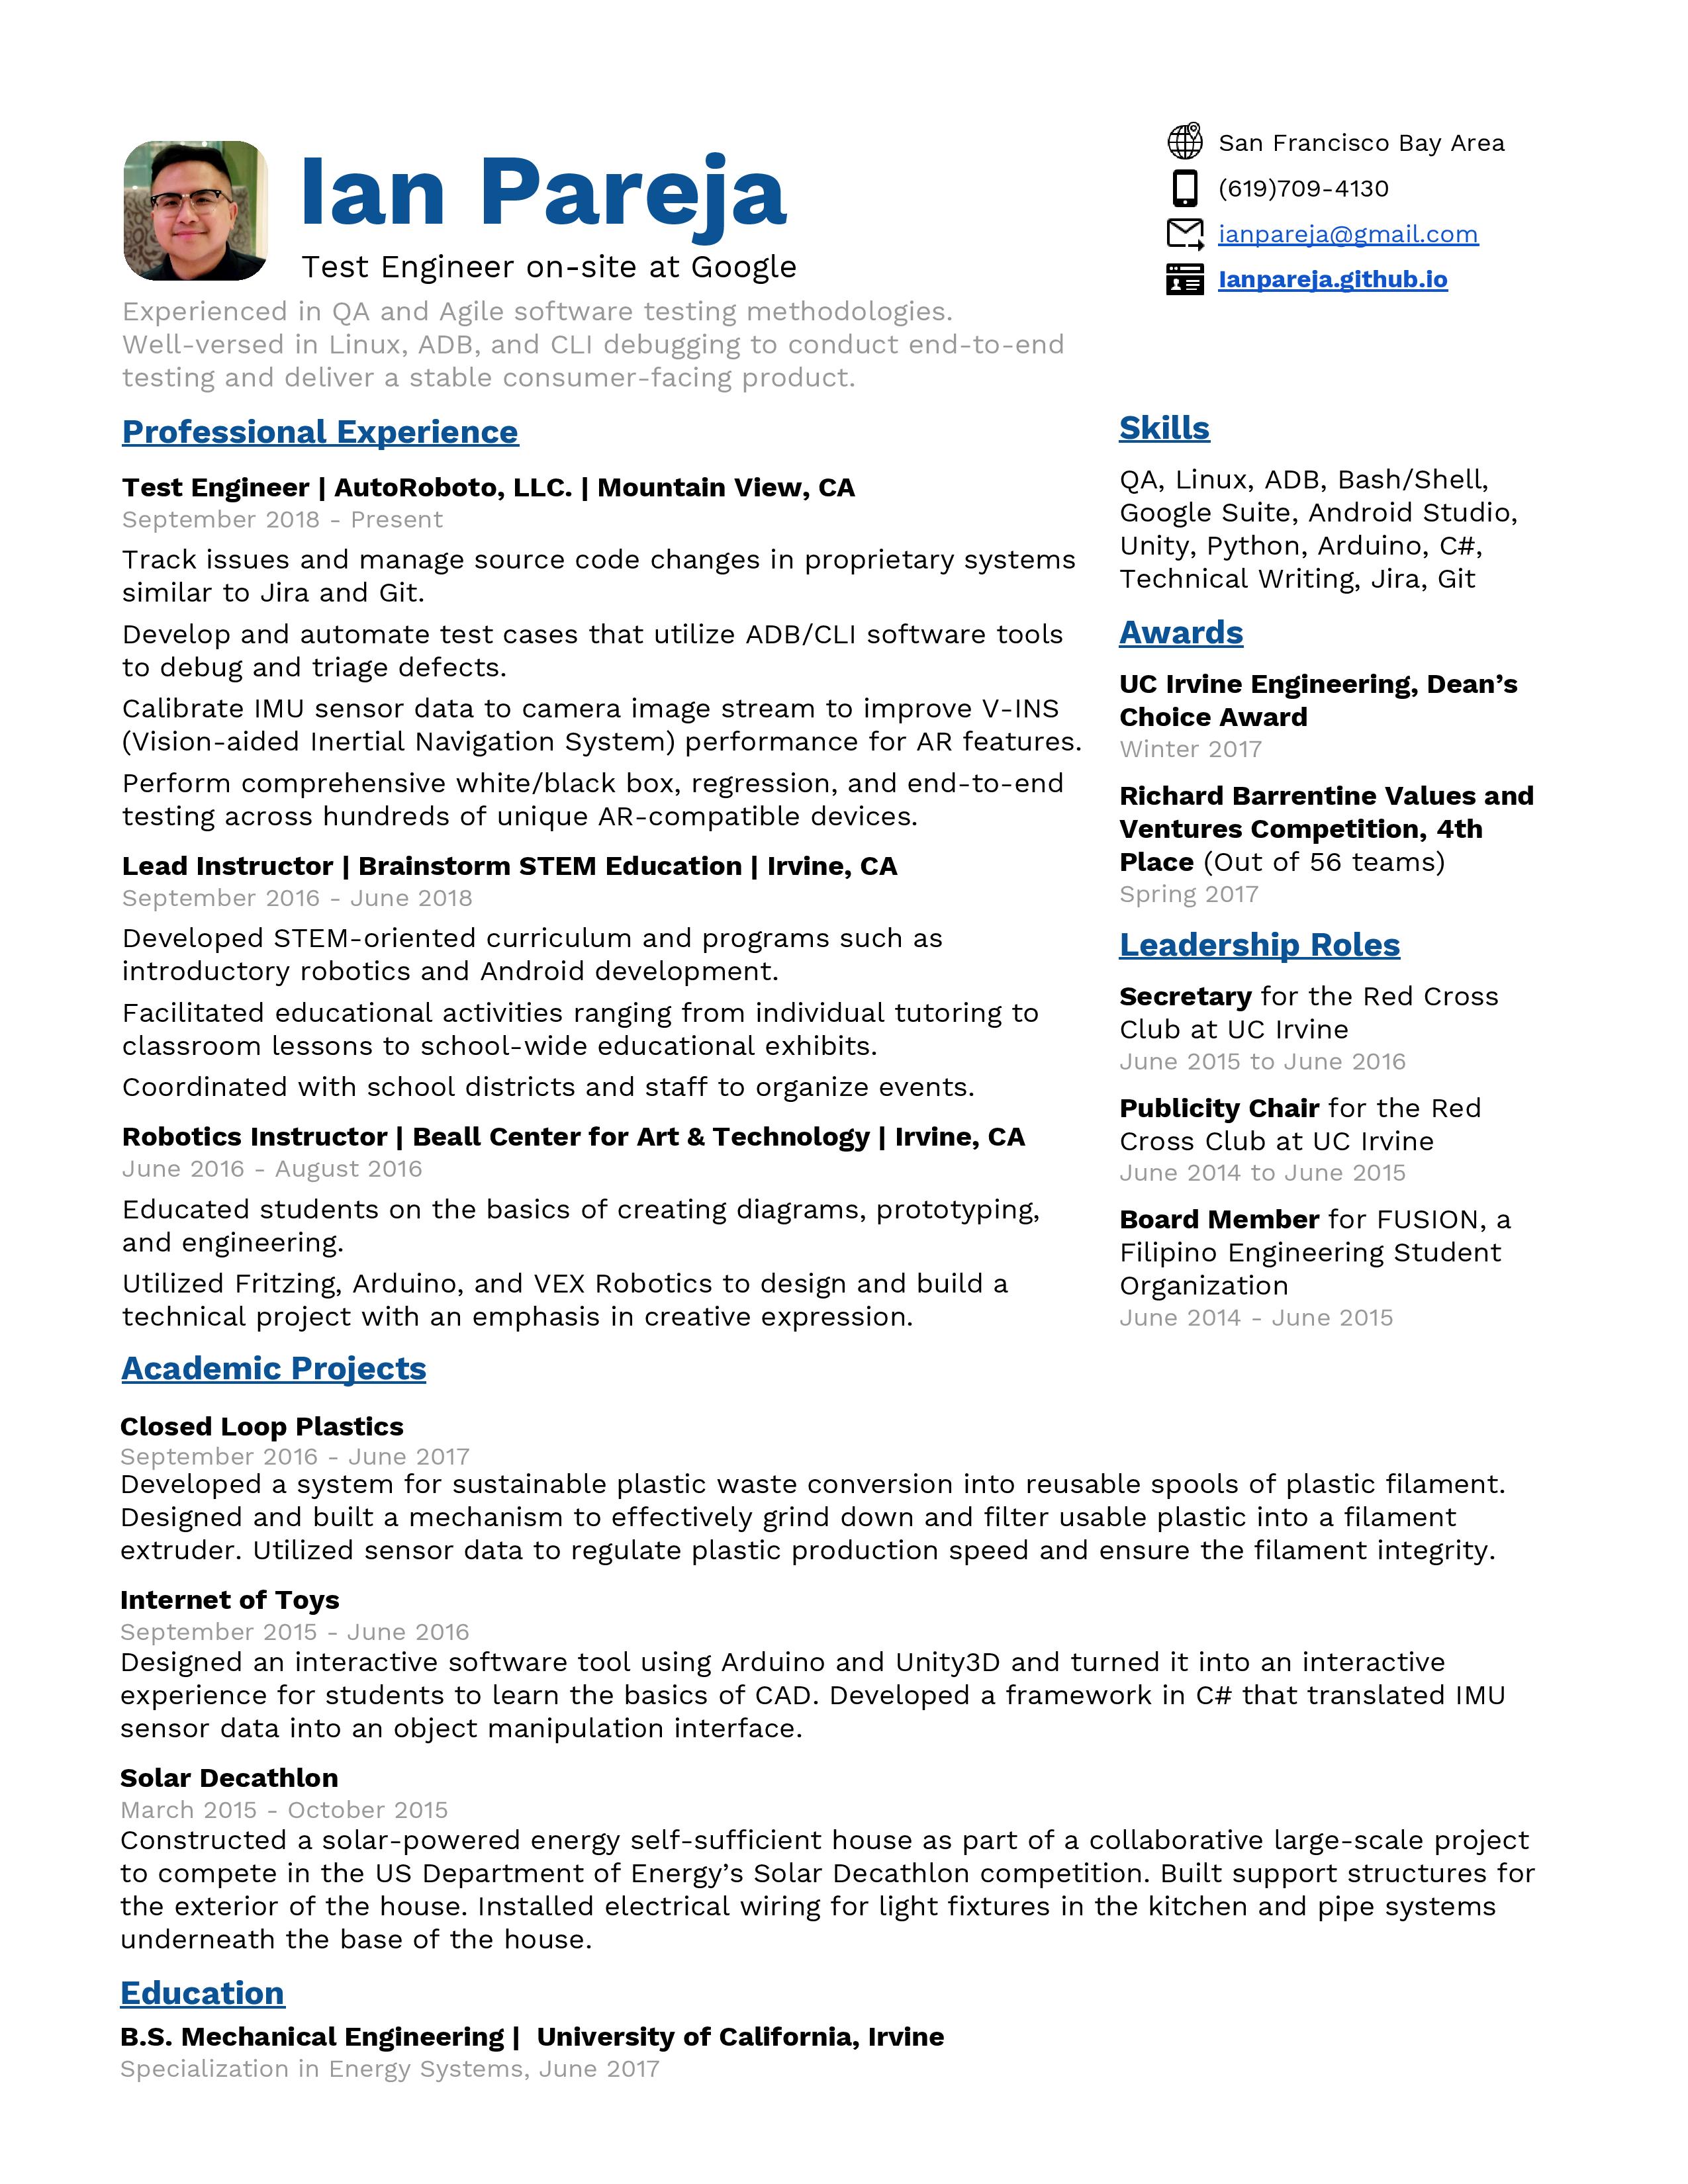 Ian Pareja
Test Engineer on-site at Google
Experienced in QA and Agile software testing methodologies.
Well-versed in Linux, ADB, and CLI debugging to conduct end-to-end
testing and deliver a stable consumer-facing product.
San Francisco Bay Area
(619)709-4130
ianpareja@gmail.com
Ianpareja.github.io
Professional Experience
Test Engineer | AutoRoboto, LLC. | Mountain View, CA
September 2018 - Present
Track issues and manage source code changes in proprietary systems
similar to Jira and Git.
Develop and automate test cases that utilize ADB/CLI software tools
to debug and triage defects.
Calibrate IMU sensor data to camera image stream to improve V-INS
(Vision-aided Inertial Navigation System) performance for AR features.
Perform comprehensive white/black box, regression, and end-to-end
testing across hundreds of unique AR-compatible devices.
Lead Instructor | Brainstorm STEM Education | Irvine, CA
September 2016 - June 2018
Developed STEM-oriented curriculum and programs such as
introductory robotics and Android development.
Facilitated educational activities ranging from individual tutoring to
classroom lessons to school-wide educational exhibits.
Coordinated with school districts and staff to organize events.
Robotics Instructor | Beall Center for Art & Technology | Irvine, CA
June 2016 - August 2016
Educated students on the basics of creating diagrams, prototyping,
and engineering.
Utilized Fritzing, Arduino, and VEX Robotics to design and build a
technical project with an emphasis in creative expression.
Skills
QA, Linux, ADB, Bash/Shell,
Google Suite, Android Studio,
Unity, Python, Arduino, C#,
Technical Writing, Jira, Git
Awards
UC Irvine Engineering, Dean’s
Choice Award
Winter 2017
Richard Barrentine Values and
Ventures Competition, 4th
Place (Out of 56 teams)
Spring 2017
Leadership Roles
Secretary for the Red Cross
Club at UC Irvine
June 2015 to June 2016
Publicity Chair for the Red
Cross Club at UC Irvine
June 2014 to June 2015
Board Member for FUSION, a
Filipino Engineering Student
Organization
June 2014 - June 2015
Academic Projects
Closed Loop Plastics
September 2016 - June 2017
Developed a system for sustainable plastic waste conversion into reusable spools of plastic filament.
Designed and built a mechanism to effectively grind down and filter usable plastic into a filament
extruder. Utilized sensor data to regulate plastic production speed and ensure the filament integrity.
Internet of Toys
September 2015 - June 2016
Designed an interactive software tool using Arduino and Unity3D and turned it into an interactive
experience for students to learn the basics of CAD. Developed a framework in C# that translated IMU
sensor data into an object manipulation interface.
Solar Decathlon
March 2015 - October 2015
Constructed a solar-powered energy self-sufficient house as part of a collaborative large-scale project
to compete in the US Department of Energy’s Solar Decathlon competition. Built support structures for
the exterior of the house. Installed electrical wiring for light fixtures in the kitchen and pipe systems
underneath the base of the house.
Education
B.S. Mechanical Engineering | University of California, Irvine
Specialization in Energy Systems, June 2017